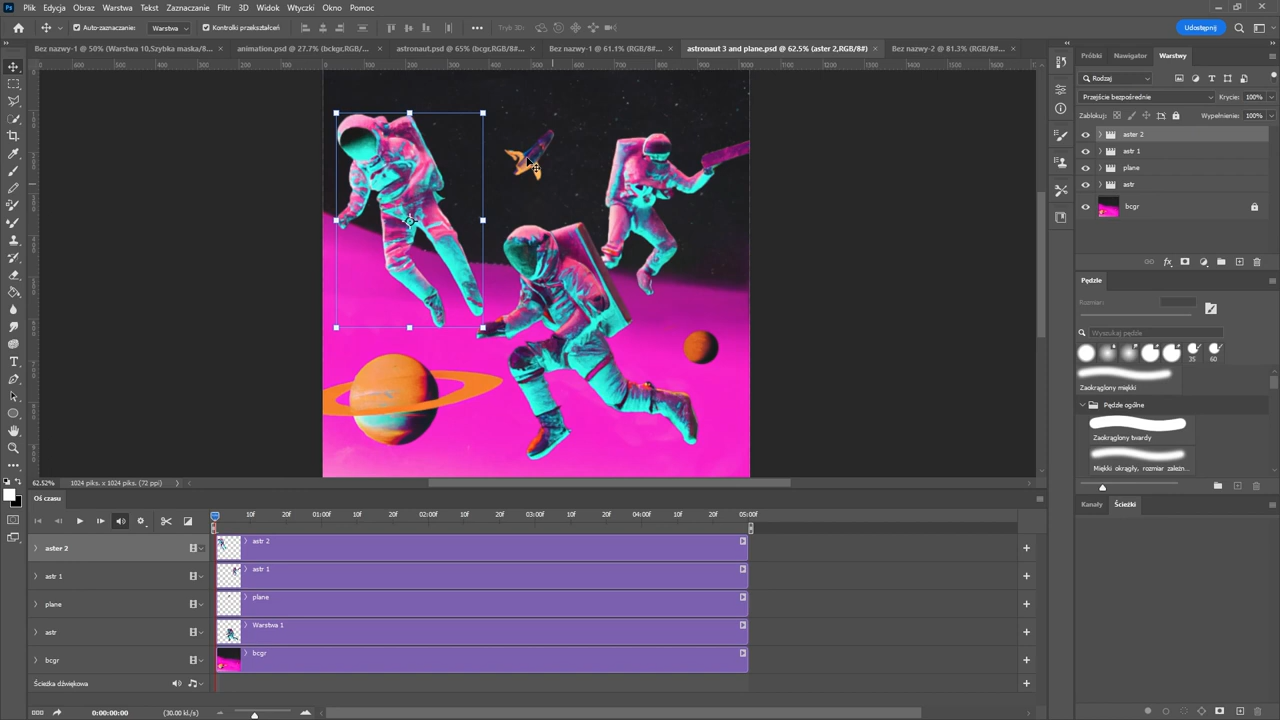 Ps Plik Edycja Obraz Warstwa Tekst Zaznaczanie Filtr 3D Widok Wtyczki Okno Pomoc
Auto-zaznaczanie: Warstwa Kontrolki przekształceń Tryb 3D: Udostępnij
Bez nazwy-1 @ 50% (Warstwa 10,Szybka maska/8... × animation.psd @ 27.7% (bckgr,RGB/... × astronaut.psd @ 65% (bcgr,RGB/8#... × Bez nazwy-1 @ 61.1% (RGB/8#... × astronaut 3 and plane.psd @ 62.5% (aster 2,RGB/8#) × Bez nazwy-2 @ 81.3% (RGB/8#... ×
Próbki Nawigator Warstwy
Rodzaj
Przejście bezpośrednie Krycie: 100%
Zablokuj: Wypełnienie: 100%
aster 2
astr 1
plane
astr
bcgr
fx
Pędzle
Rozmiar:
Wyszukaj pędzle
35 60
Zaokrąglony miękki
Pędzle ogólne
Zaokrąglony twardy
Miękki okrągły, rozmiar zależn...
Kanały Ścieżki
62.52% 1024 piks. x 1024 piks. (72 ppi)
Oś czasu
10f 20f 01:00f 10f 20f 02:00f 10f 20f 03:00f 10f 20f 04:00f 10f 20f 05:00f
aster 2 astr 2
astr 1 astr 1
plane plane
astr Warstwa 1
bcgr bcgr
Ścieżka dźwiękowa
0:00:00:00 (30.00 kl./s)